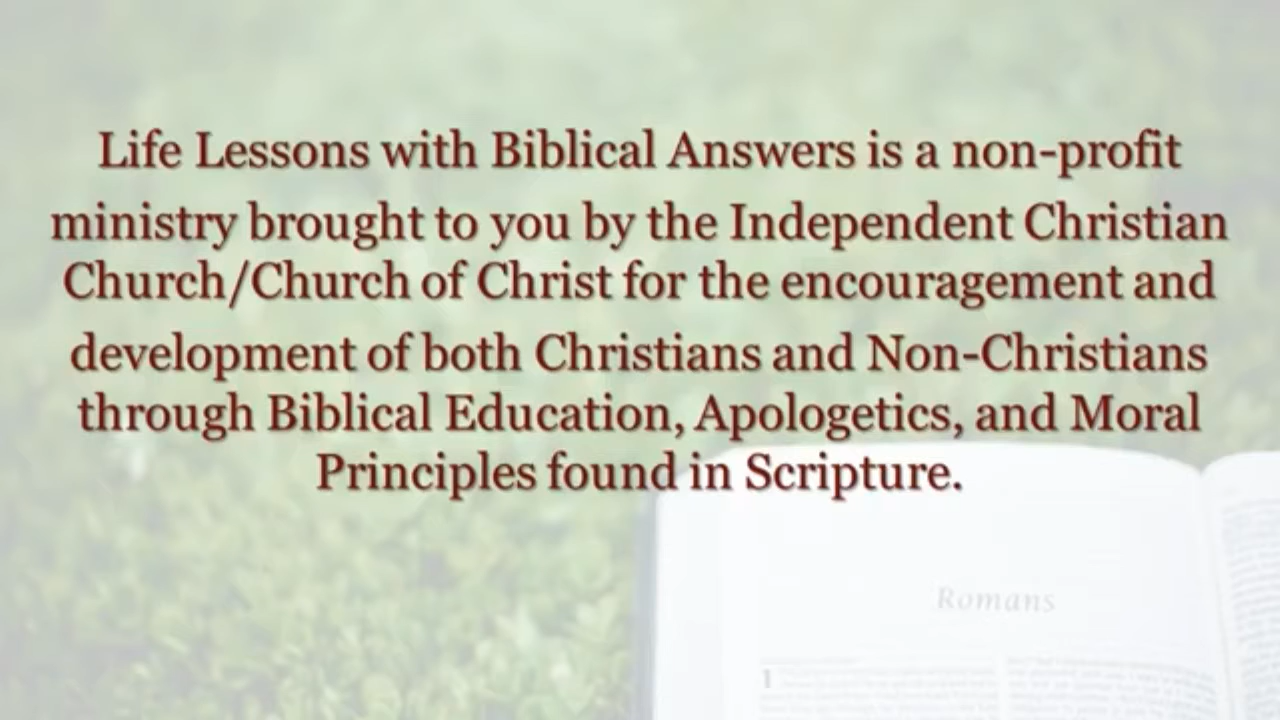 Life Lessons with Biblical Answers is a non-profit
ministry brought to you by the Independent Christian
Church/Church of Christ for the encouragement and
development of both Christians and Non-Christians
through Biblical Education, Apologetics, and Moral
Principles found in Scripture.
Romans
1